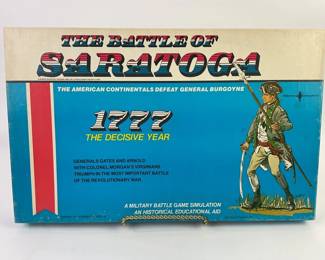 THE BATTLE OF
SARATOGA
THE AMERICAN CONTINENTALS DEFEAT GENERAL BURGOYNE
1777
THE DECISIVE YEAR
GENERALS GATES AND ARNOLD
WITH COLONEL MORGAN'S VIRGINIANS
TRIUMPH IN THE MOST IMPORTANT BATTLE
OF THE REVOLUTIONARY WAR.
A MILITARY BATTLE GAME SIMULATION
AN HISTORICAL EDUCATIONAL AID